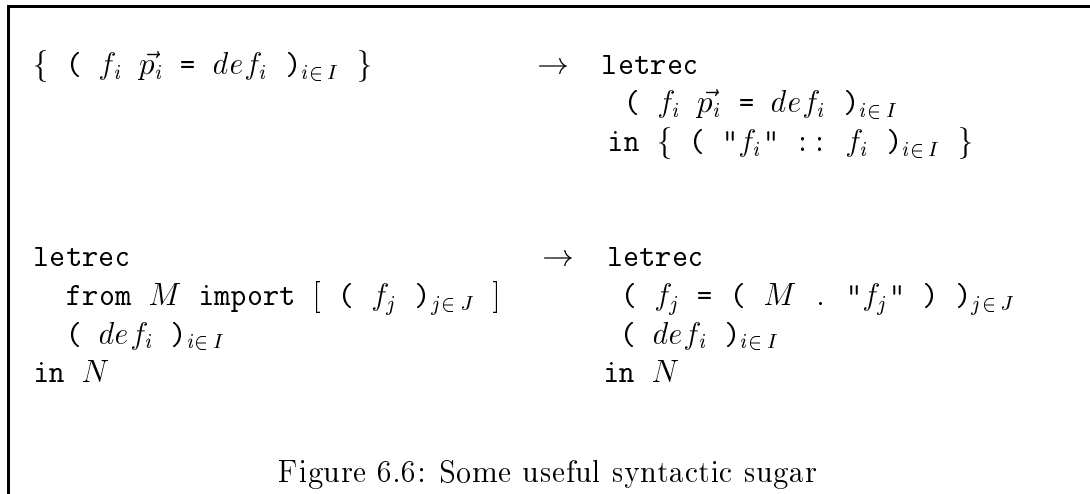 { ( f_i p⃗_i = def_i )_{i∈I} } → letrec
( f_i p⃗_i = def_i )_{i∈I}
in { ( "f_i" :: f_i )_{i∈I} }
letrec → letrec
from M import [ ( f_j )_{j∈J} ] ( f_j = ( M . "f_j" ) )_{j∈J}
( def_i )_{i∈I} ( def_i )_{i∈I}
in N in N
Figure 6.6: Some useful syntactic sugar